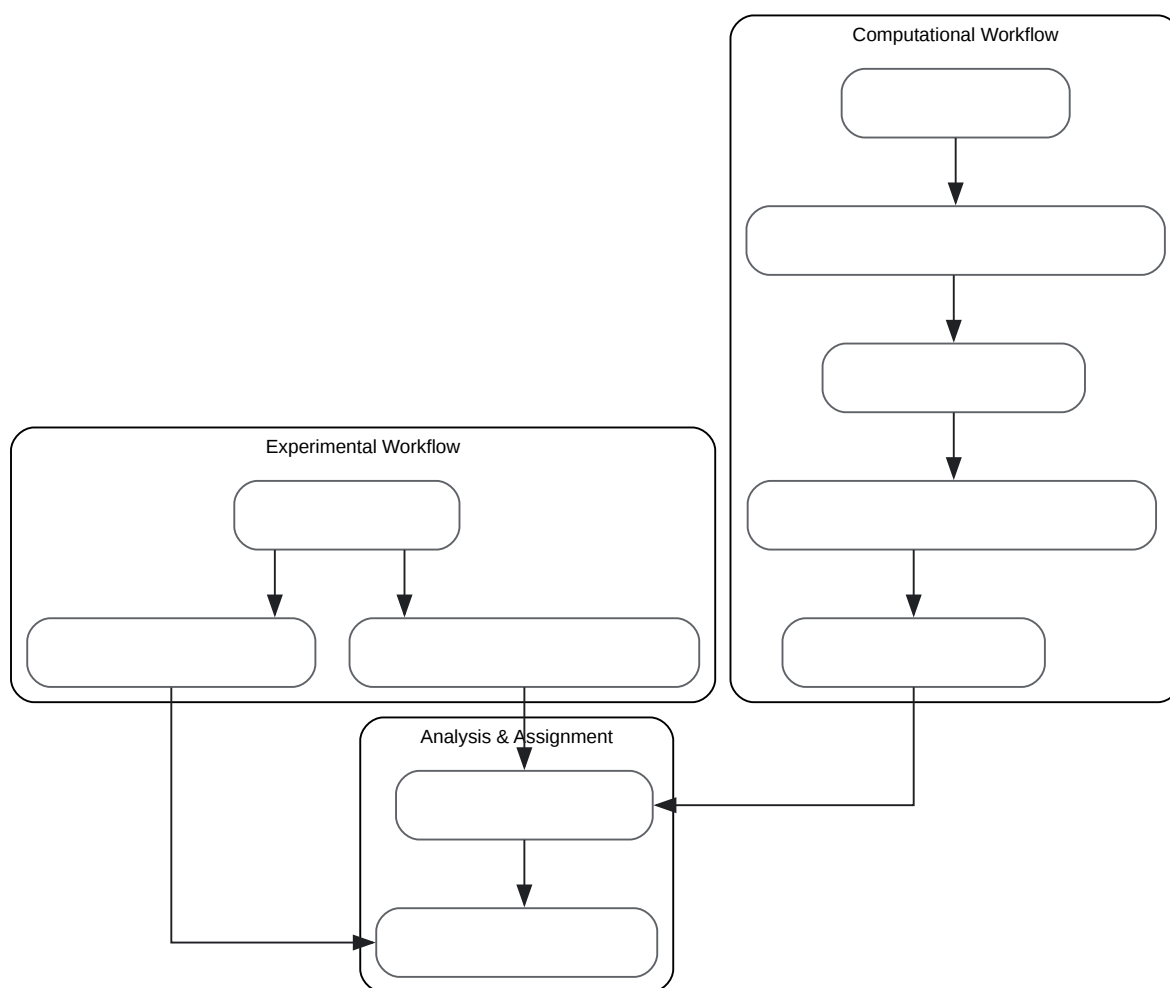 Computational Workflow
Experimental Workflow
Analysis & Assignment